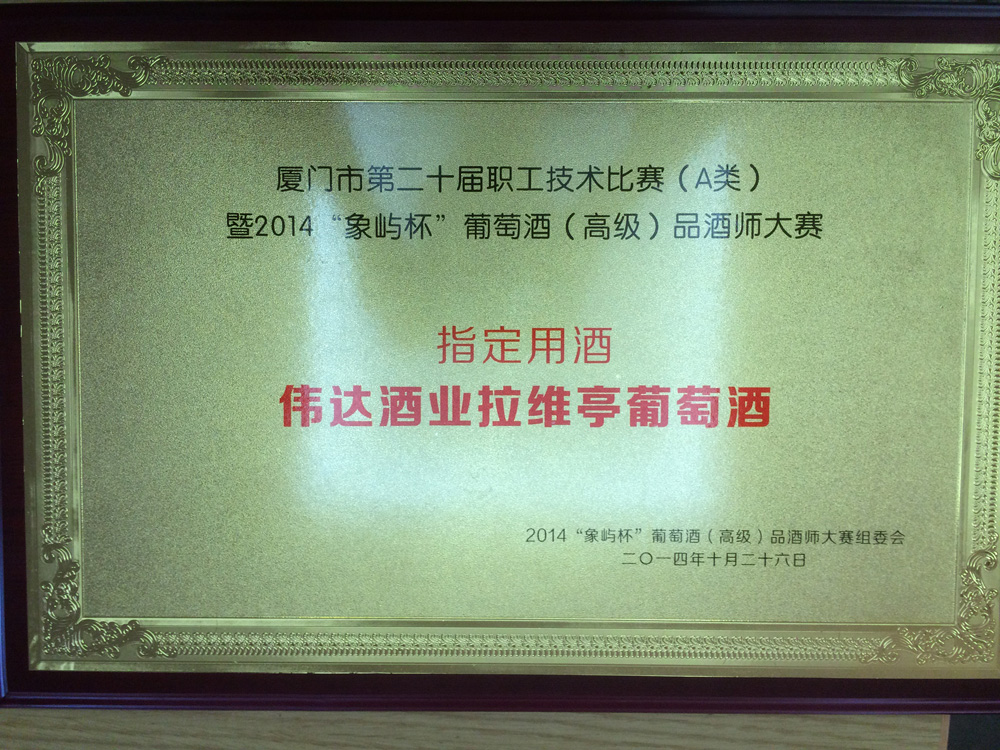 厦门市第二十届职工技术比赛（A类）
暨2014“象屿杯”葡萄酒（高级）品酒师大赛
指定用酒
伟达酒业拉维亭葡萄酒
2014“象屿杯”葡萄酒（高级）品酒师大赛组委会
二〇一四年十月二十六日